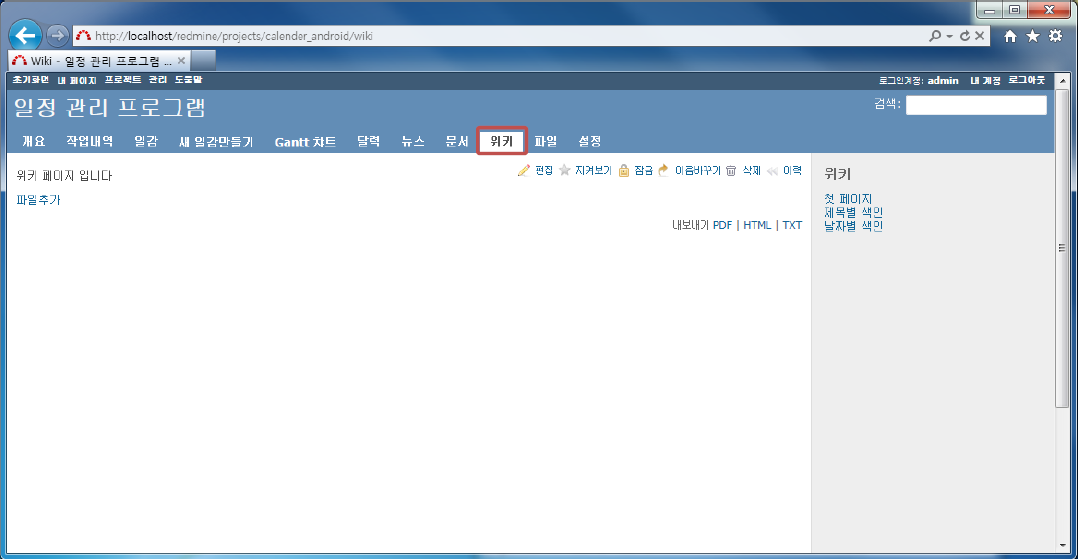 http://localhost/redmine/projects/calender_android/wiki
Wiki - 일정 관리 프로그램 ...
초기화면 내 페이지 프로젝트 관리 도움말
로그인계정: admin 내 계정 로그아웃
일정 관리 프로그램
검색:
개요 작업내역 일감 새 일감만들기 Gantt 챠트 달력 뉴스 문서 위키 파일 설정
위키 페이지 입니다
편집 지켜보기 잠금 이름바꾸기 삭제 이력
파일추가
내보내기 PDF | HTML | TXT
위키
첫 페이지
제목별 색인
날자별 색인